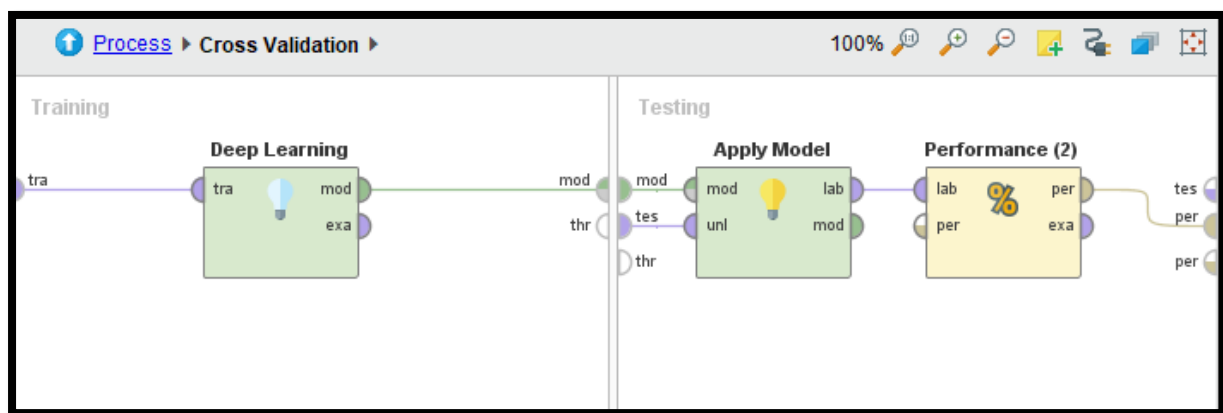 Process ▸ Cross Validation ▸ 100%
Training
Testing
Deep Learning
Apply Model
Performance (2)
tra
tra mod
exa
mod
thr
mod
tes
thr
mod lab
unl mod
lab % per
per exa
tes
per
per